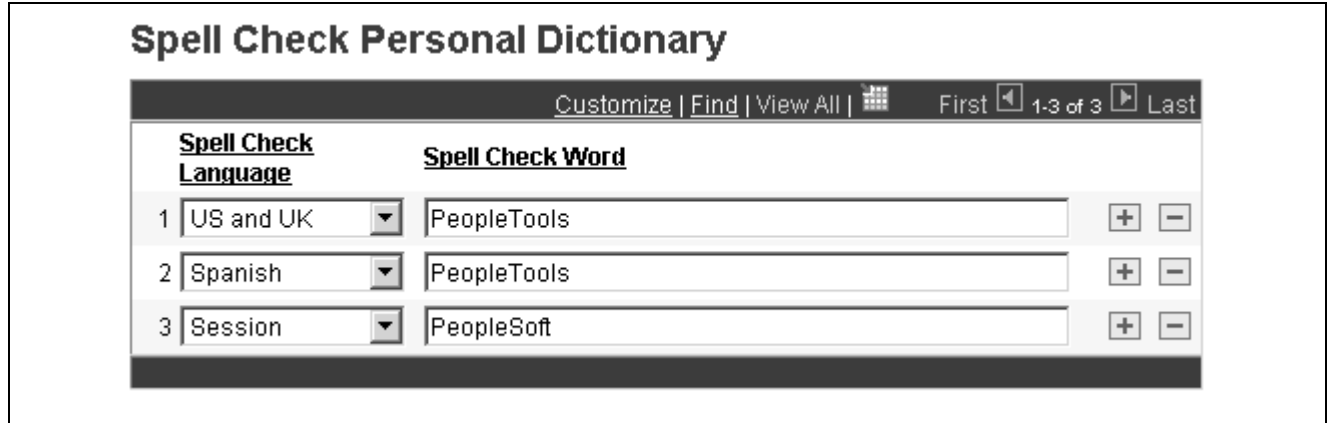 Spell Check Personal Dictionary
Customize | Find | View All | First 1-3 of 3 Last
Spell Check Language Spell Check Word
1 US and UK PeopleTools
2 Spanish PeopleTools
3 Session PeopleSoft